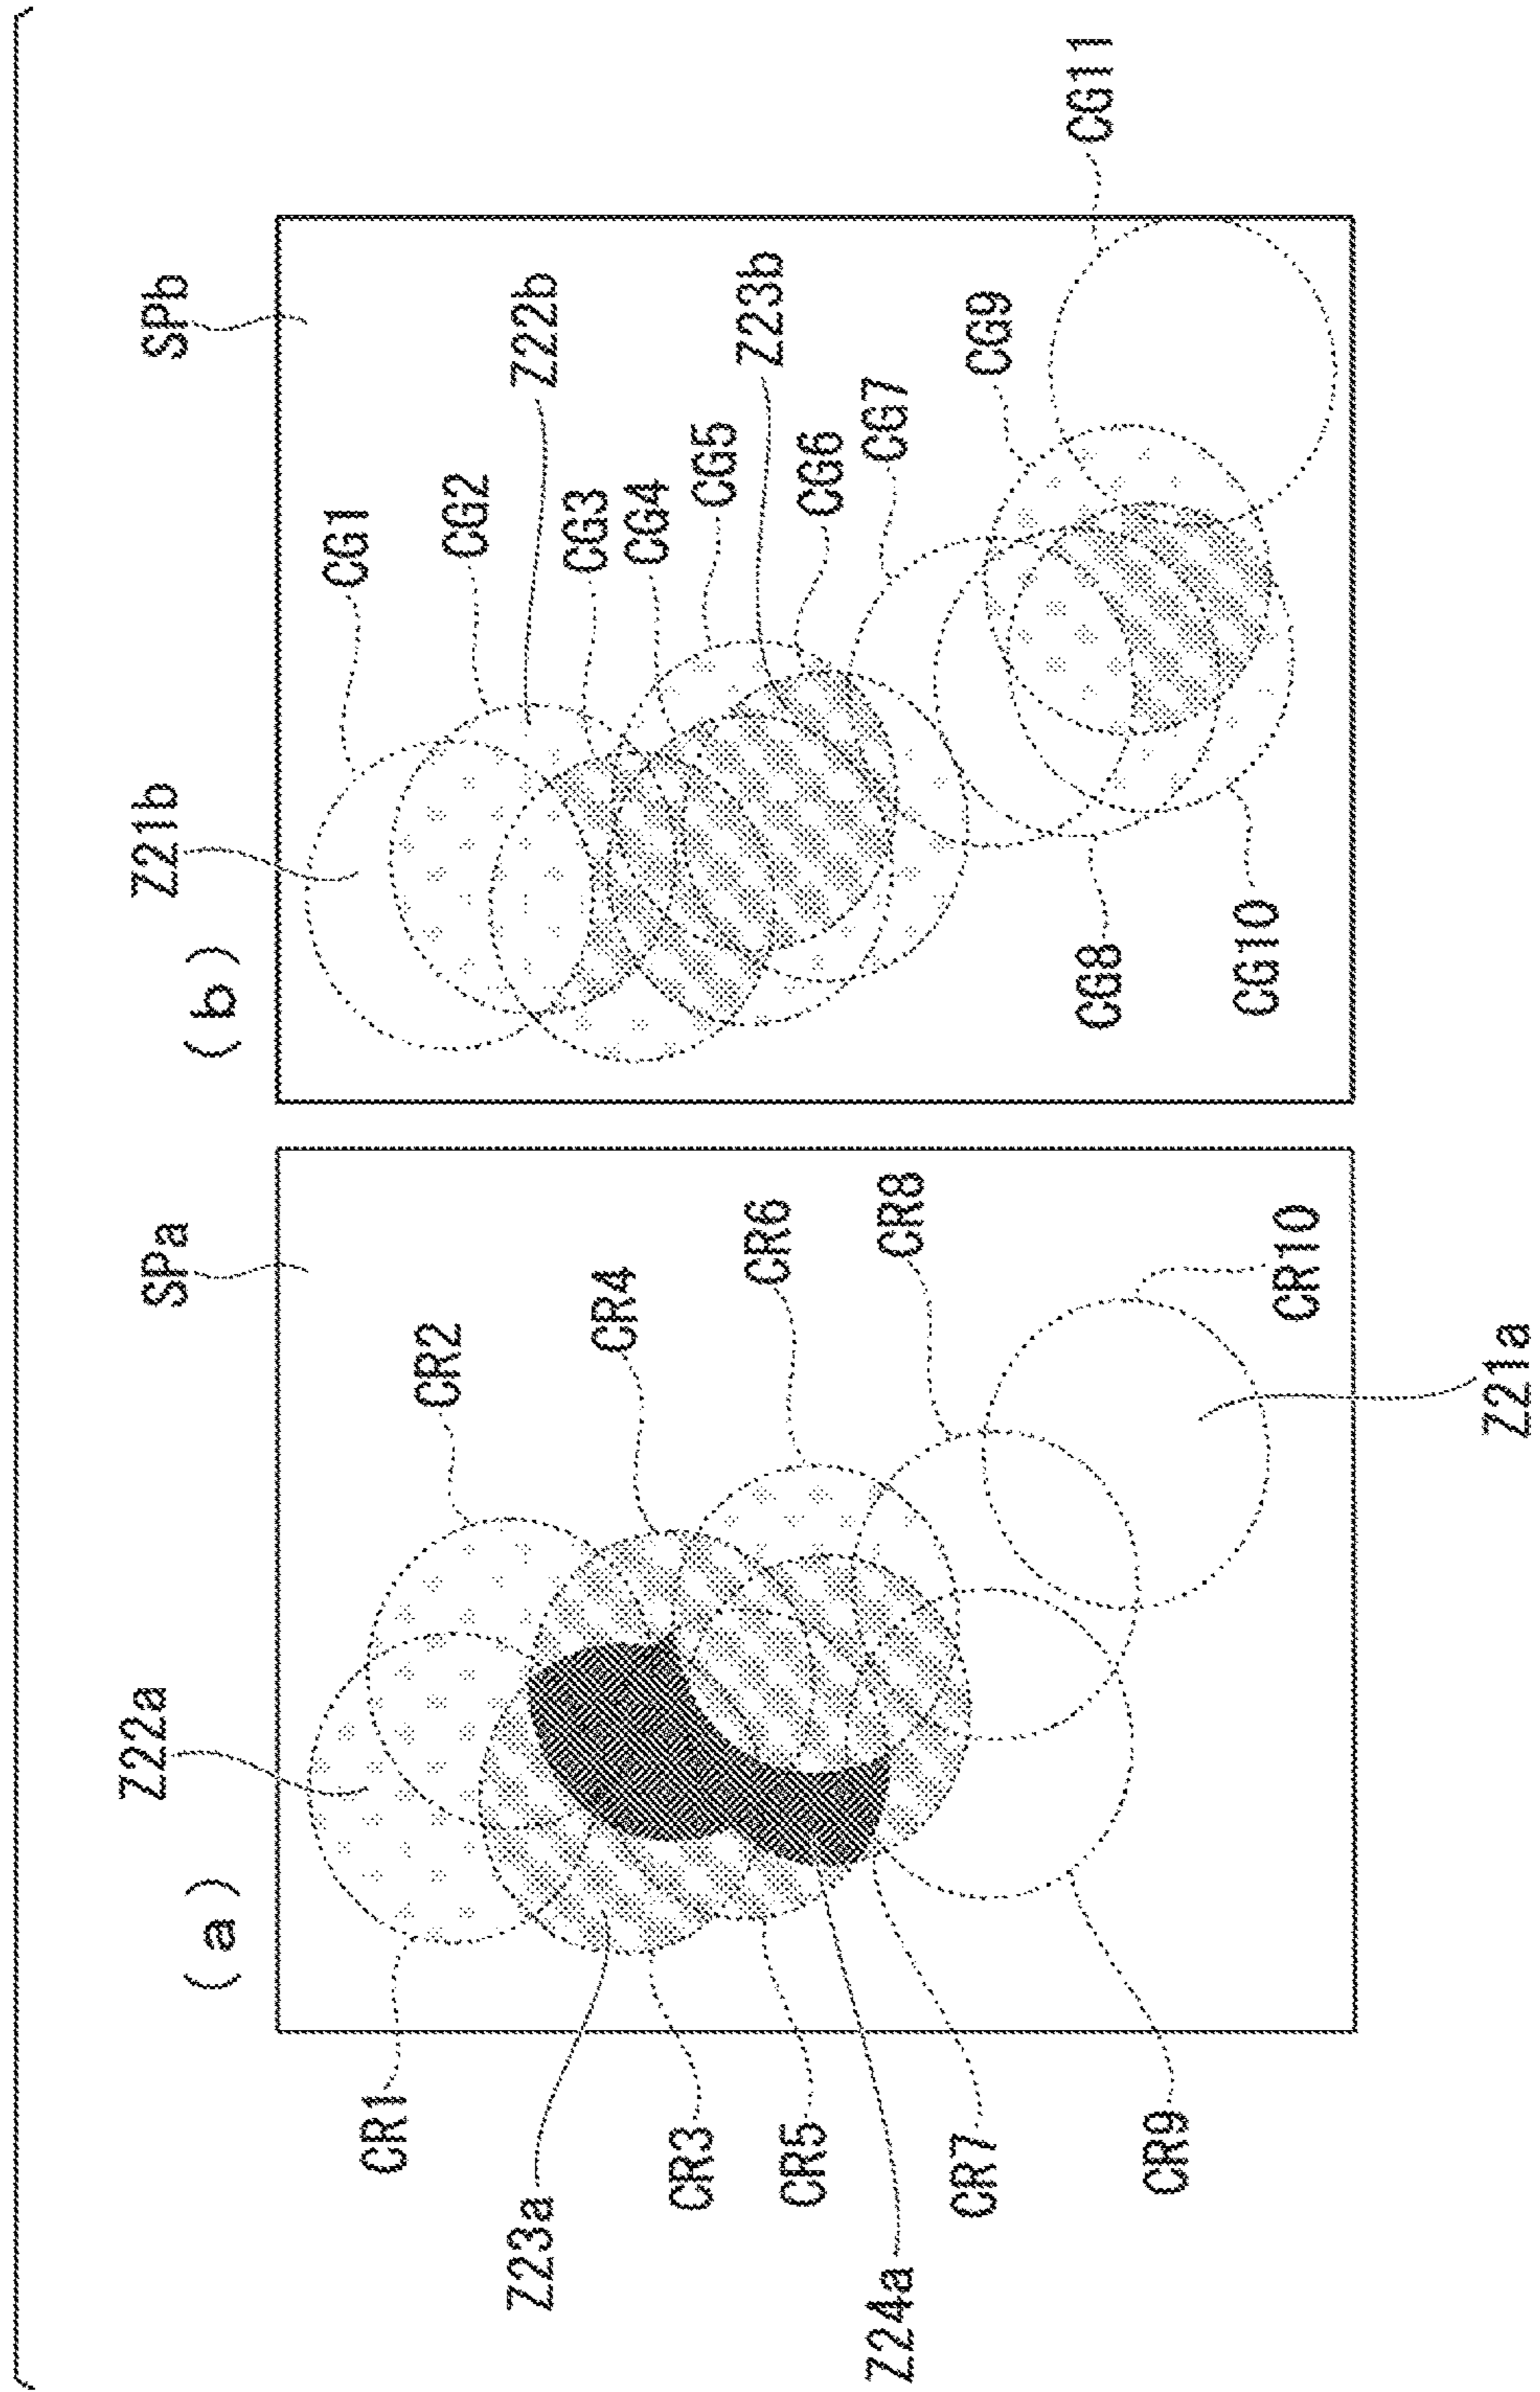 (a)
Z22a
SPa
CR1
CR2
Z23a
CR4
CR3
CR6
CR5
Z24a
CR8
CR7
CR9
CR10
Z21a
(b)
Z21b
SPb
CG1
CG2
Z22b
CG3
CG4
CG5
Z23b
CG6
CG7
CG9
CG8
CG11
CG10